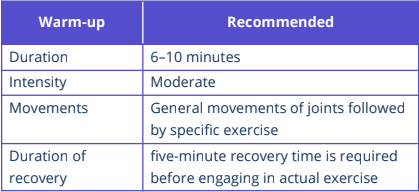 Warm-up Recommended
Duration 6–10 minutes
Intensity Moderate
Movements General movements of joints followed
by specific exercise
Duration of five-minute recovery time is required
recovery before engaging in actual exercise